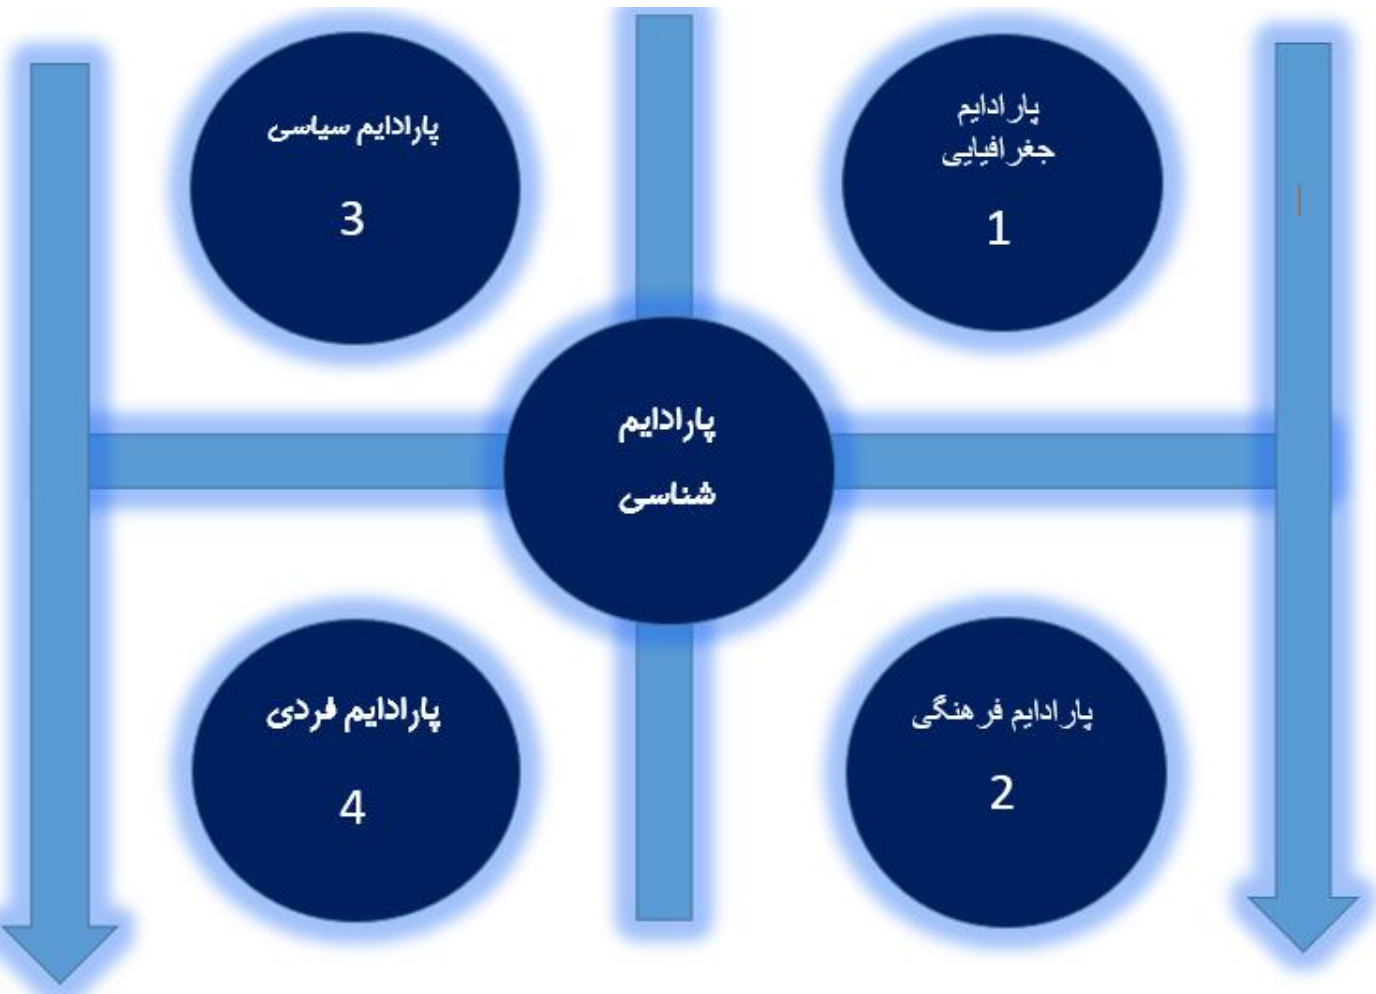 پارادایم
جغرافیایی
1
پارادایم سیاسی
3
پارادایم
شناسی
پارادایم فرهنگی
2
پارادایم فردی
4